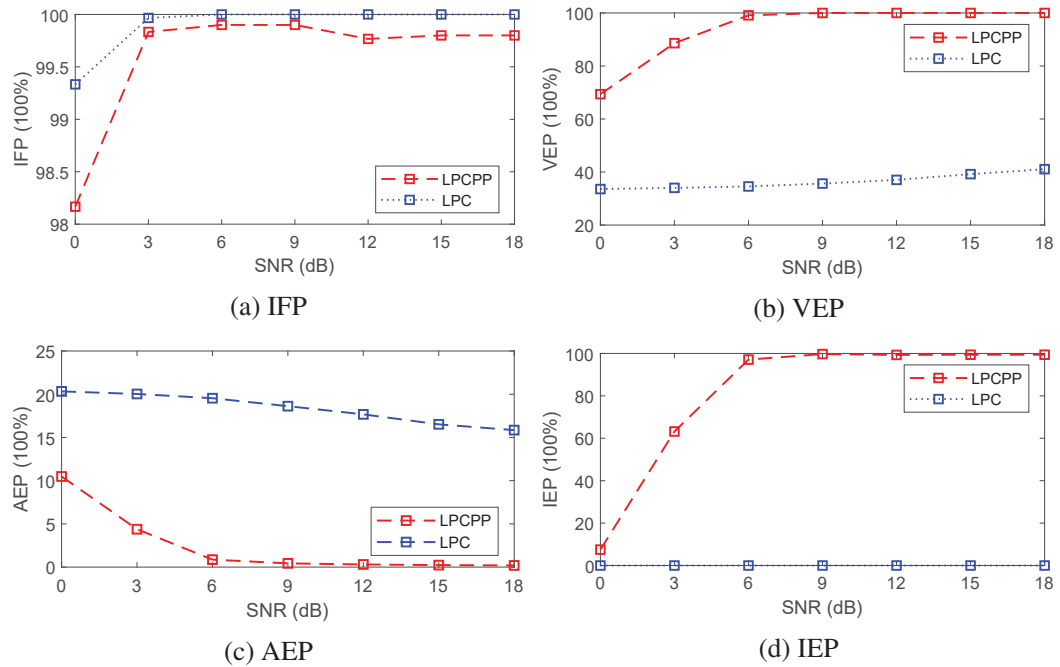 100
99.5
99
98.5
98
IFP (100%)
LPCPP
LPC
0 3 6 9 12 15 18
SNR (dB)
(a) IFP
100
80
60
40
20
VEP (100%)
LPCPP
LPC
0 3 6 9 12 15 18
SNR (dB)
(b) VEP
25
20
15
10
5
0
AEP (100%)
LPCPP
LPC
0 3 6 9 12 15 18
SNR (dB)
(c) AEP
100
80
60
40
20
0
IEP (100%)
LPCPP
LPC
0 3 6 9 12 15 18
SNR (dB)
(d) IEP